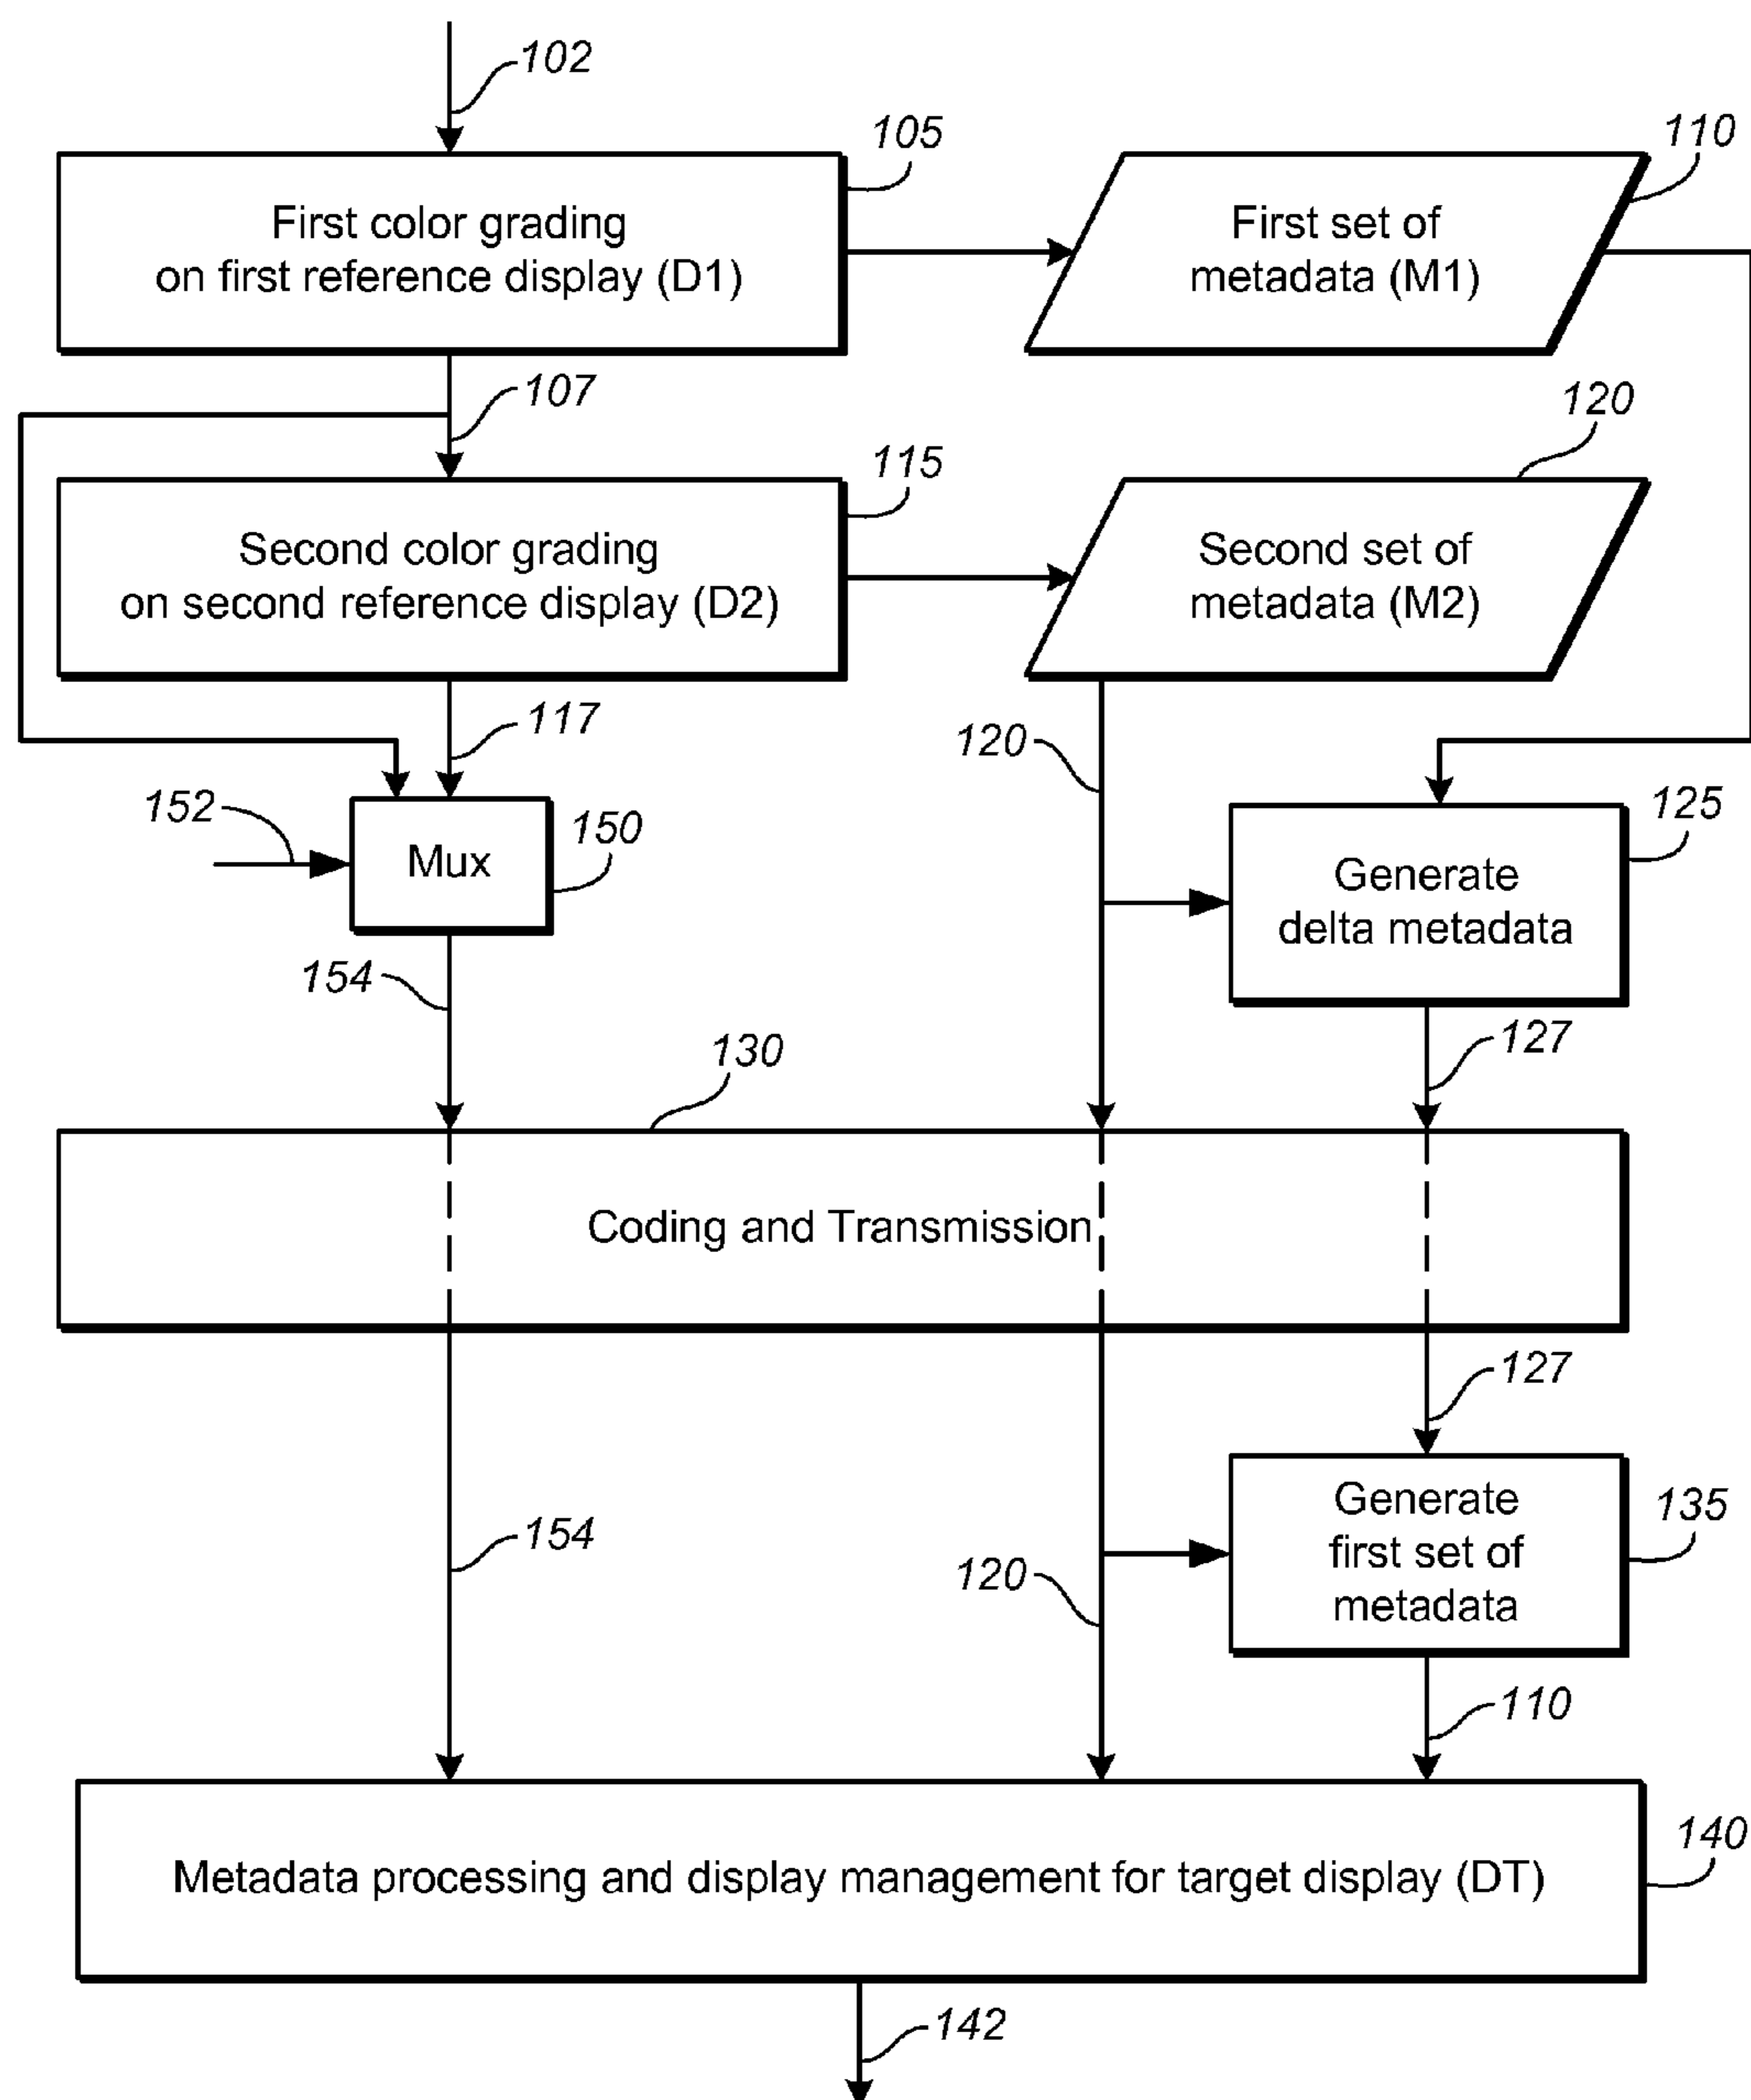 102
105
110
First color grading
on first reference display (D1)
First set of
metadata (M1)
107
120
115
Second color grading
on second reference display (D2)
Second set of
metadata (M2)
117
120
152
150
125
Mux
Generate
delta metadata
154
127
130
Coding and Transmission
127
154
120
135
Generate
first set of
metadata
110
140
Metadata processing and display management for target display (DT)
142